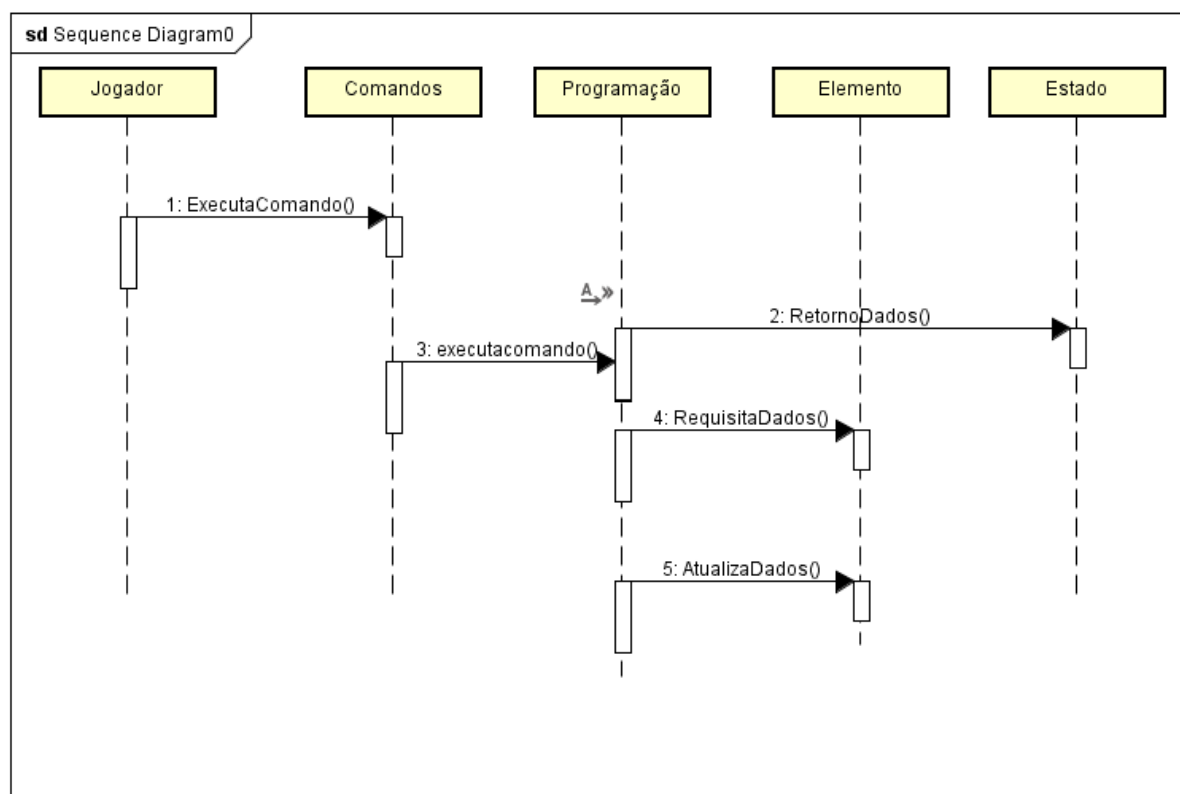 sd Sequence Diagram0
Jogador
Comandos
Programação
Elemento
Estado
1: ExecutaComando()
A
2: RetornoDados()
3: executacomando()
4: RequisitaDados()
5: AtualizaDados()